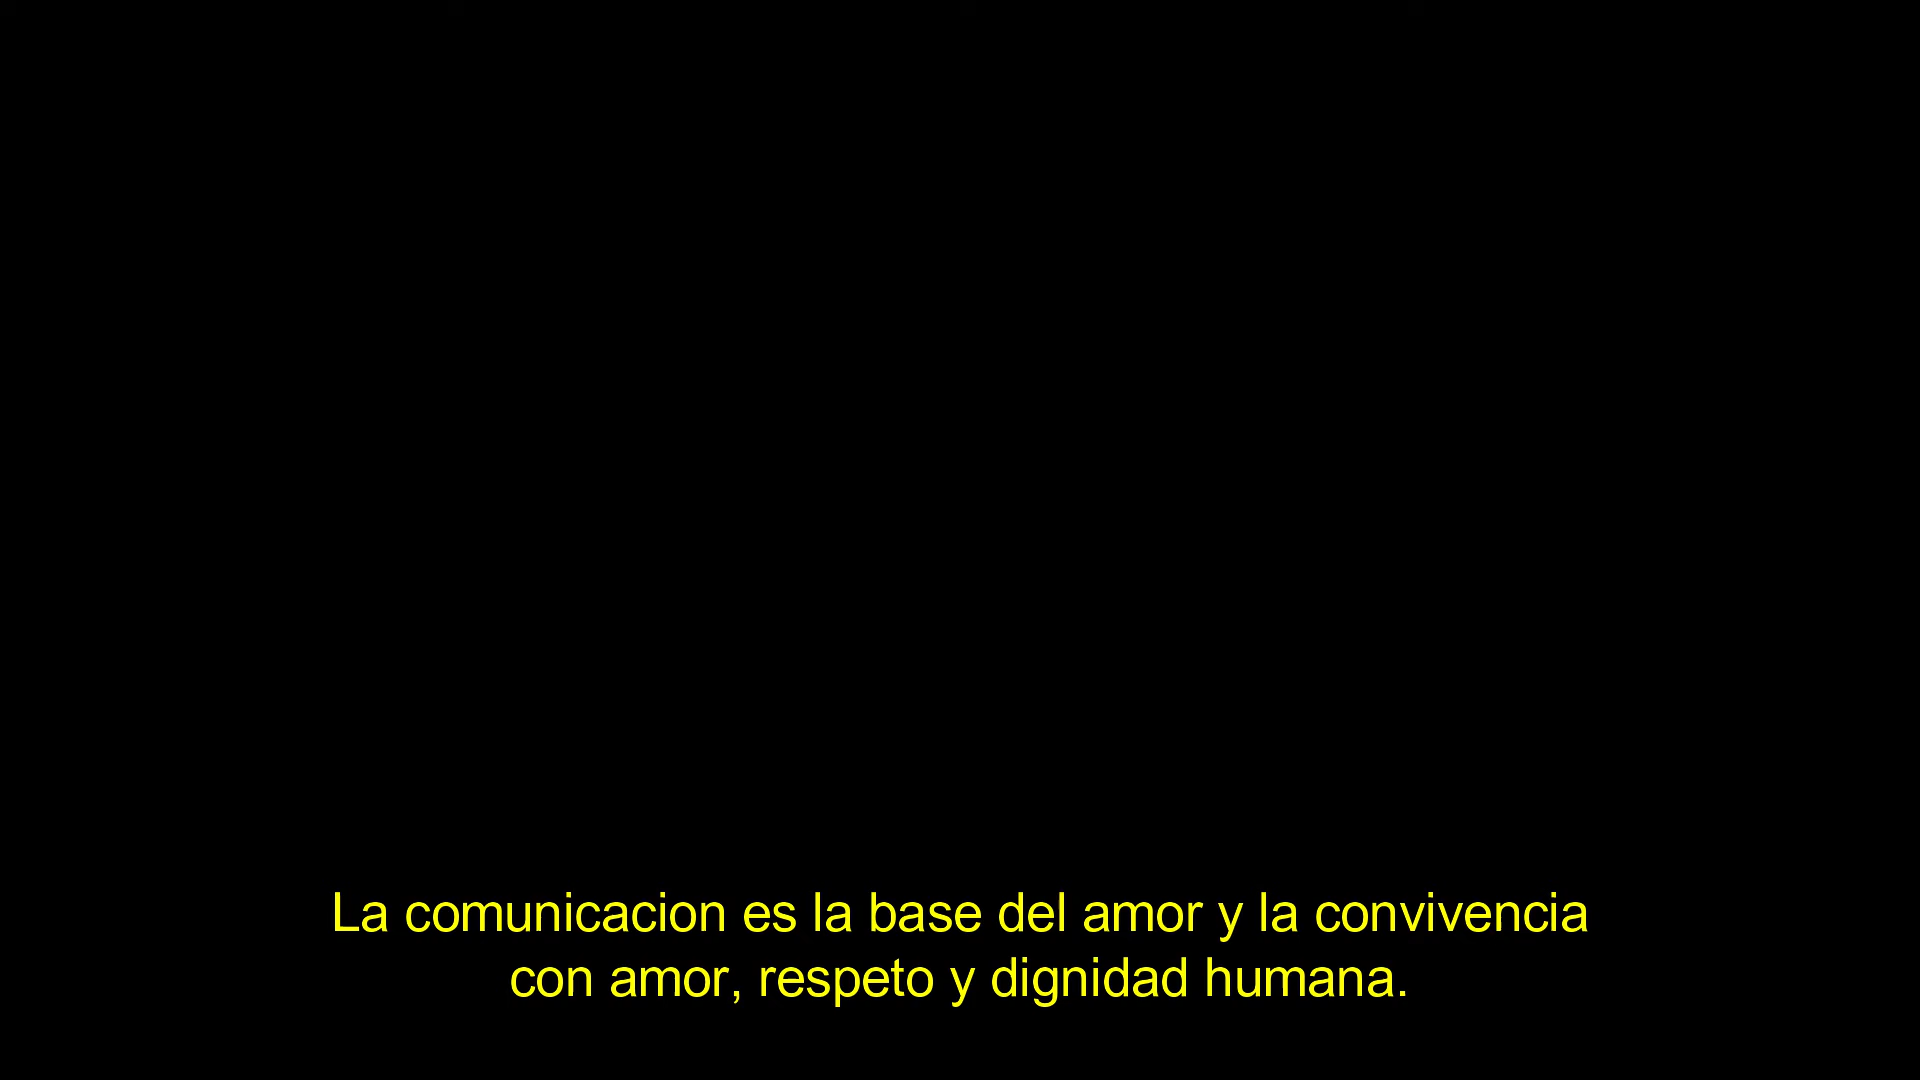 La comunicacion es la base del amor y la convivencia
con amor, respeto y dignidad humana.